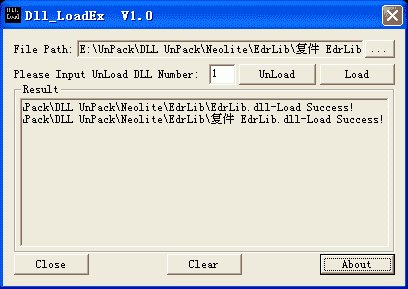 Dll_LoadEx V1.0
File Path: E:\UnPack\DLL UnPack\Neolite\EdrLib\复件 EdrLib ...
Please Input UnLoad DLL Number: 1 UnLoad Load
Result
Pack\DLL UnPack\Neolite\EdrLib\EdrLib.dll-Load Success!
Pack\DLL UnPack\Neolite\EdrLib\复件 EdrLib.dll-Load Success!
Close Clear About